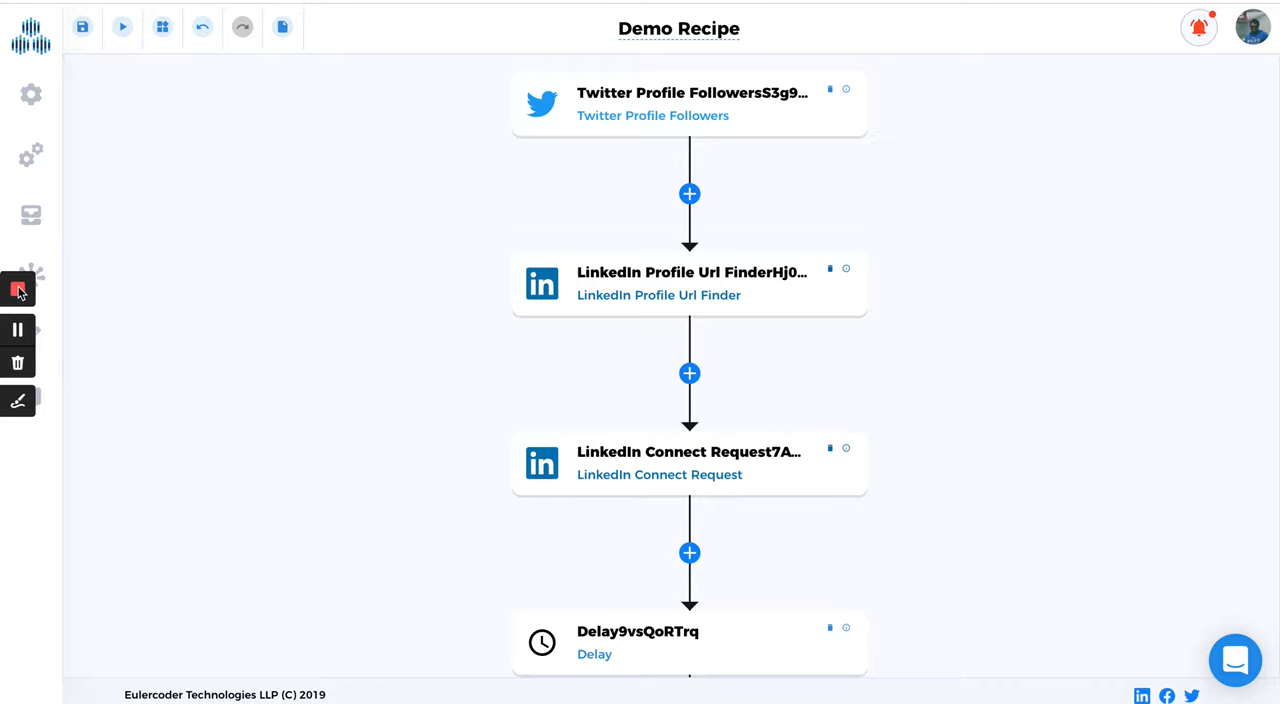 Demo Recipe
Twitter Profile FollowersS3g9...
Twitter Profile Followers
LinkedIn Profile Url FinderHj0...
LinkedIn Profile Url Finder
LinkedIn Connect Request7A...
LinkedIn Connect Request
Delay9vsQoRTrq
Delay
Eulercoder Technologies LLP (C) 2019